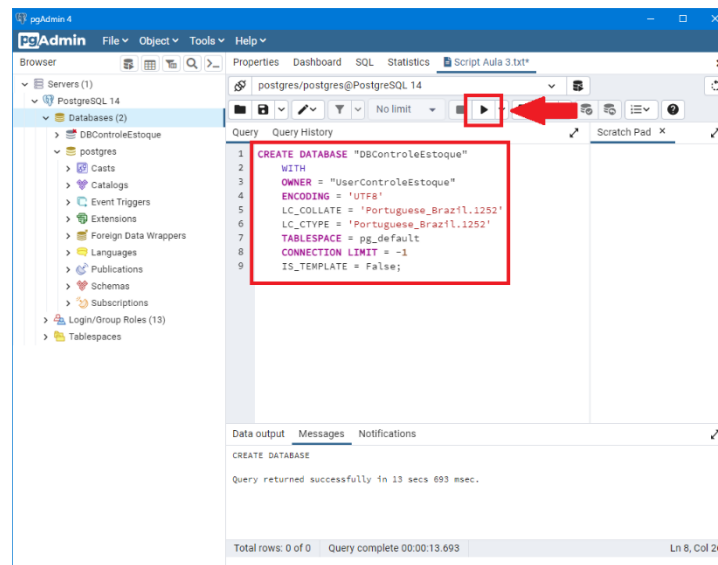 pgAdmin 4
pgAdmin File Object Tools Help
Browser
Properties Dashboard SQL Statistics Script Aula 3.txt*
Servers (1)
PostgreSQL 14
Databases (2)
DBControleEstoque
postgres
Casts
Catalogs
Event Triggers
Extensions
Foreign Data Wrappers
Languages
Publications
Schemas
Subscriptions
Login/Group Roles (13)
Tablespaces
postgres/postgres@PostgreSQL 14
No limit
Query Query History
Scratch Pad
1 CREATE DATABASE "DBControleEstoque"
2 WITH
3 OWNER = "UserControleEstoque"
4 ENCODING = 'UTF8'
5 LC_COLLATE = 'Portuguese_Brazil.1252'
6 LC_CTYPE = 'Portuguese_Brazil.1252'
7 TABLESPACE = pg_default
8 CONNECTION LIMIT = -1
9 IS_TEMPLATE = False;
Data output Messages Notifications
CREATE DATABASE
Query returned successfully in 13 secs 693 msec.
Total rows: 0 of 0 Query complete 00:00:13.693 Ln 8, Col